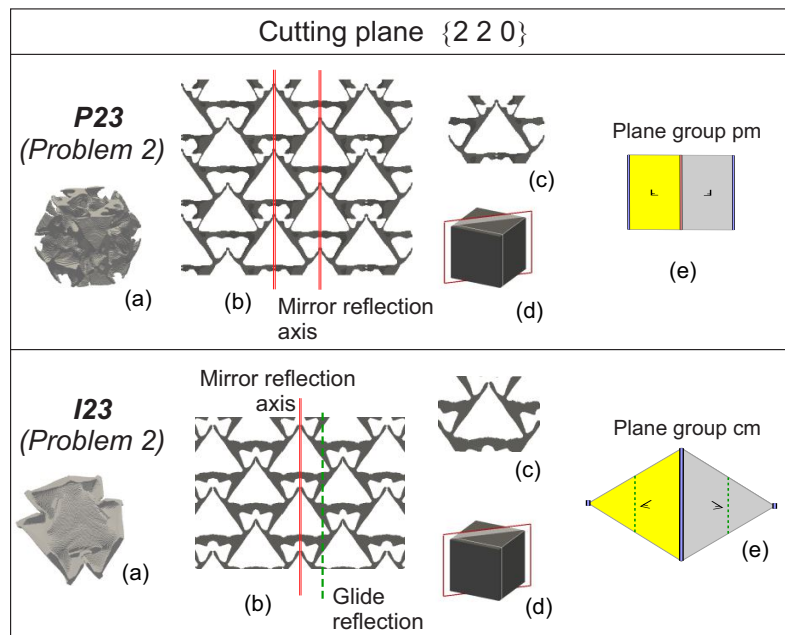 Cutting plane {2 2 0}
P23
(Problem 2)
(a)
(b)
Mirror reflection
axis
(c)
(d)
Plane group pm
(e)
I23
(Problem 2)
(a)
Mirror reflection
axis
(b)
Glide
reflection
(c)
(d)
Plane group cm
(e)